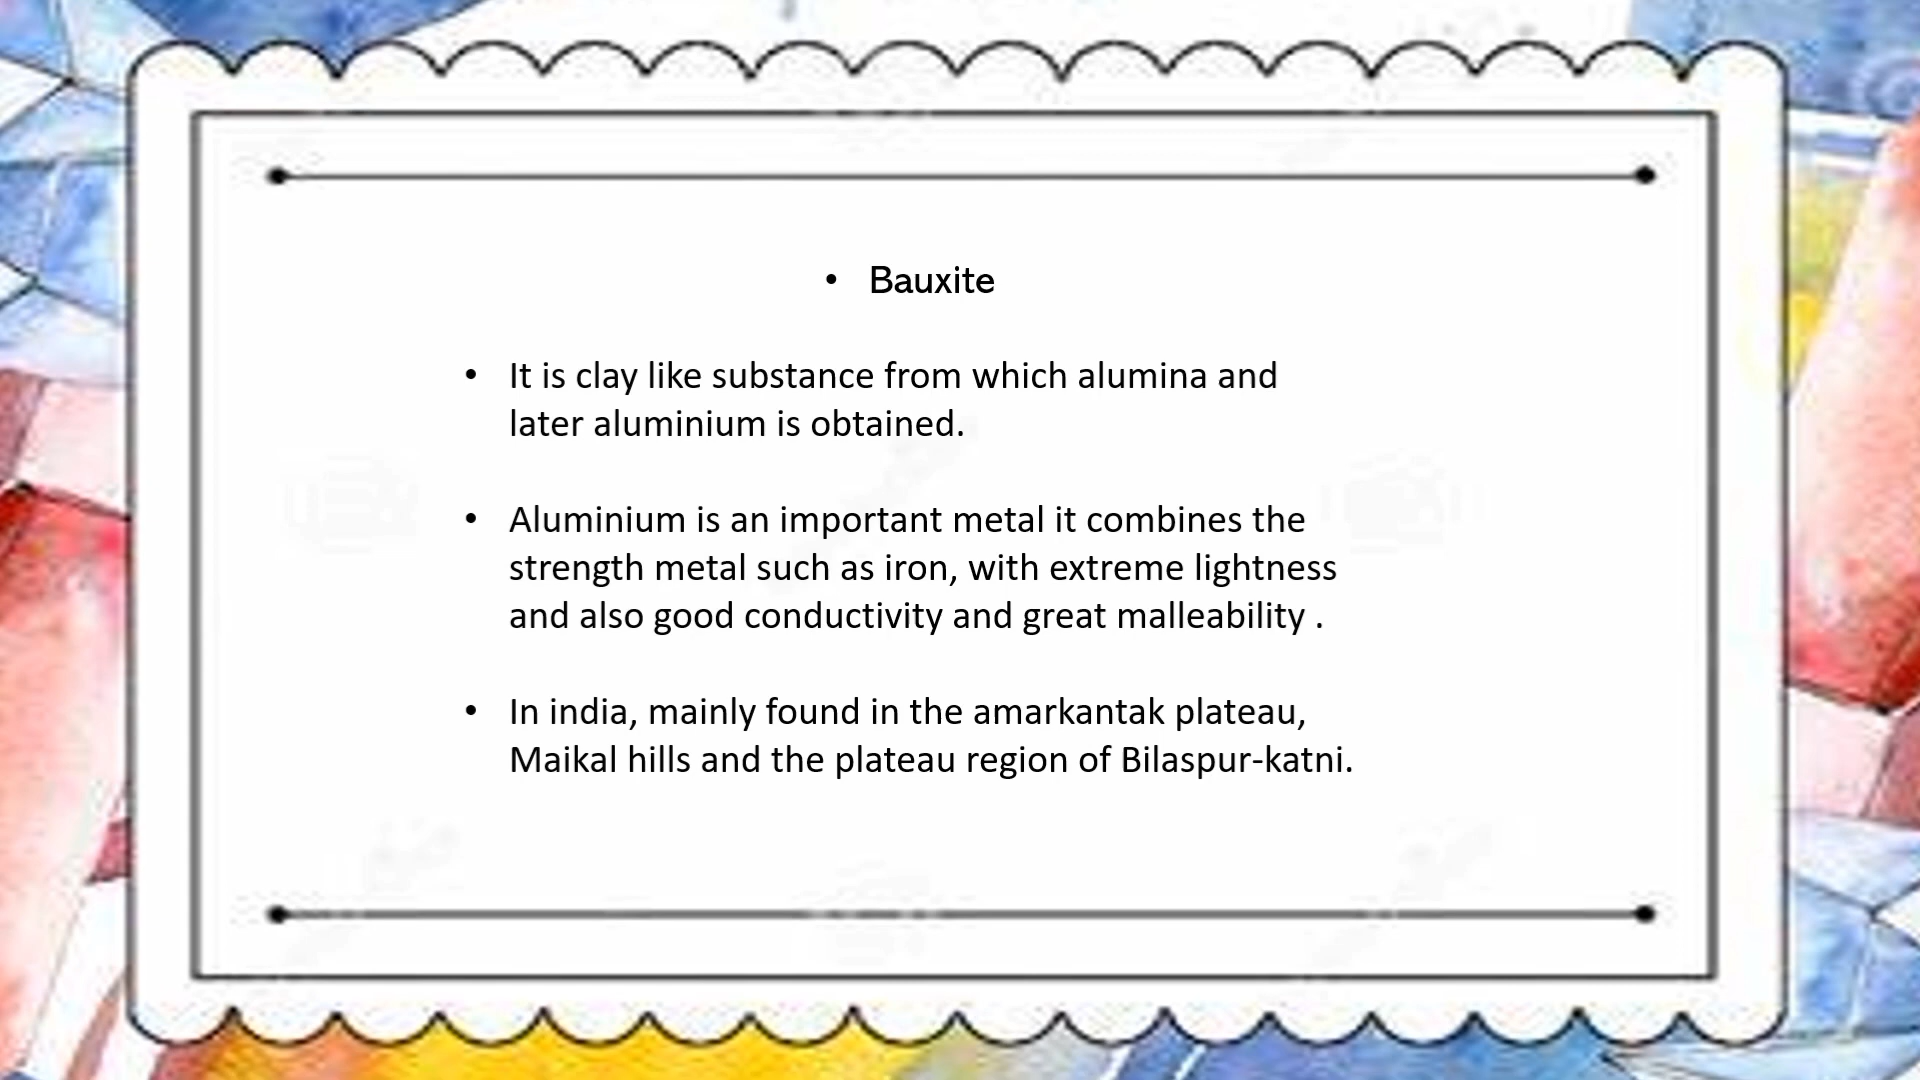 • Bauxite
• It is clay like substance from which alumina and
later aluminium is obtained.
• Aluminium is an important metal it combines the
strength metal such as iron, with extreme lightness
and also good conductivity and great malleability .
• In india, mainly found in the amarkantak plateau,
Maikal hills and the plateau region of Bilaspur-katni.